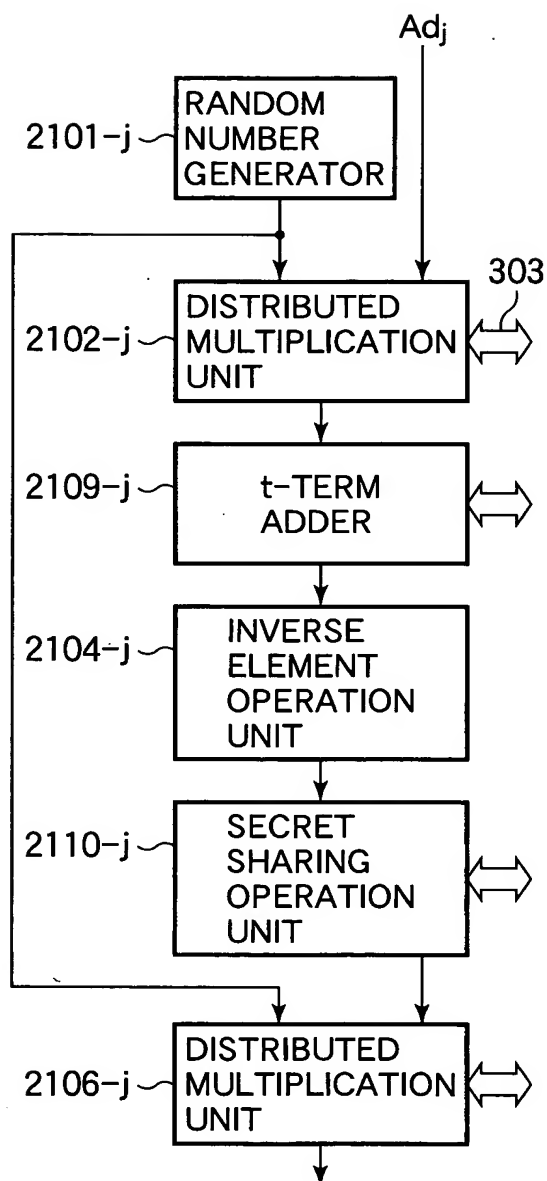 Adj
2101-j
RANDOM
NUMBER
GENERATOR
303
2102-j
DISTRIBUTED
MULTIPLICATION
UNIT
2109-j
t-TERM
ADDER
2104-j
INVERSE
ELEMENT
OPERATION
UNIT
2110-j
SECRET
SHARING
OPERATION
UNIT
2106-j
DISTRIBUTED
MULTIPLICATION
UNIT